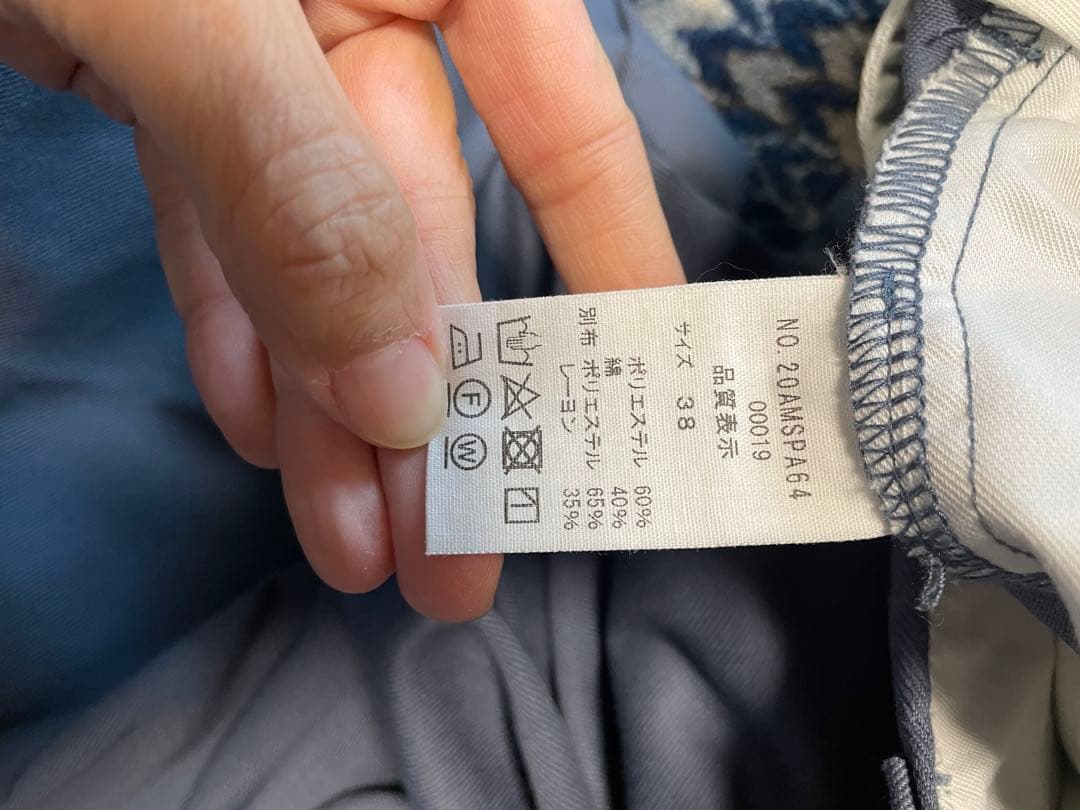 NO.20AMSPA64
00019
品質表示
サイズ 38
ポリエステル 60%
綿 40%
別布 ポリエステル 65%
レーヨン 35%
F W